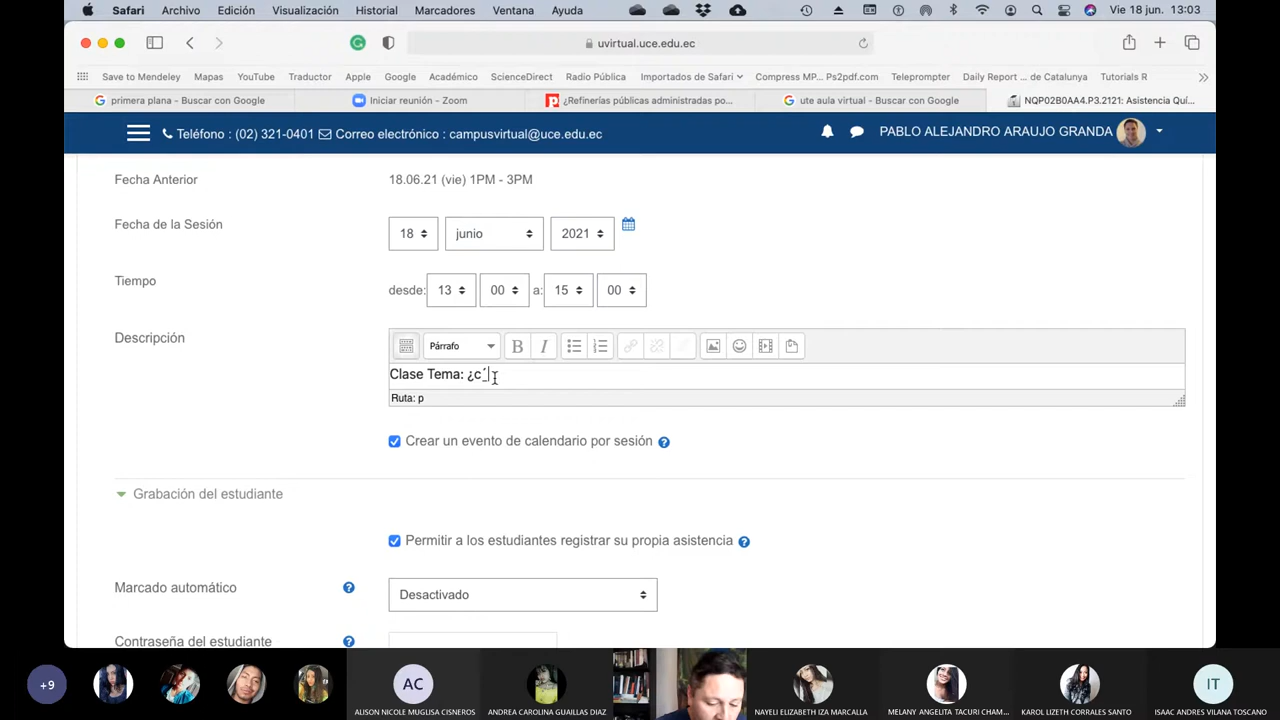 Safari Archivo Edición Visualización Historial Marcadores Ventana Ayuda Vie 18 jun. 13:03
uvirtual.uce.edu.ec
Save to Mendeley Mapas YouTube Traductor Apple Google Académico ScienceDirect Radio Pública Importados de Safari Compress MP... Ps2pdf.com Teleprompter Daily Report ... de Catalunya Tutorials R
primera plana - Buscar con Google Iniciar reunión - Zoom ¿Refinerías públicas administradas po... ute aula virtual - Buscar con Google NQP02B0AA4.P3.2121: Asistencia Quí...
Teléfono : (02) 321-0401 Correo electrónico : campusvirtual@uce.edu.ec PABLO ALEJANDRO ARAUJO GRANDA
Fecha Anterior 18.06.21 (vie) 1PM - 3PM
Fecha de la Sesión 18 junio 2021
Tiempo desde: 13 00 a: 15 00
Descripción
Párrafo B I
Clase Tema: ¿c´
Ruta: p
Crear un evento de calendario por sesión
Grabación del estudiante
Permitir a los estudiantes registrar su propia asistencia
Marcado automático Desactivado
Contraseña del estudiante
+9 AC IT
ALISON NICOLE MUGLISA CISNEROS ANDREA CAROLINA GUAILLAS DIAZ NAYELI ELIZABETH IZA MARCALLA MELANY ANGELITA TACURI CHAM... KAROL LIZETH CORRALES SANTO ISAAC ANDRES VILANA TOSCANO